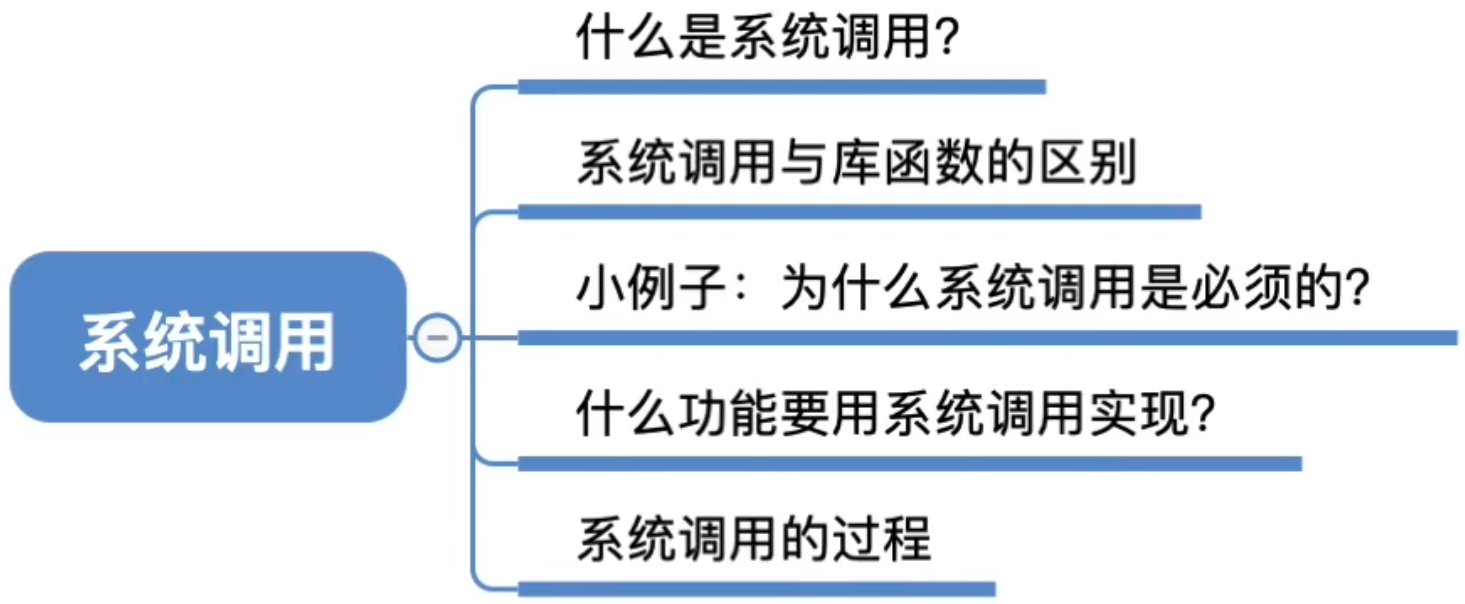 什么是系统调用?
系统调用与库函数的区别
小例子：为什么系统调用是必须的?
系统调用
什么功能要用系统调用实现?
系统调用的过程